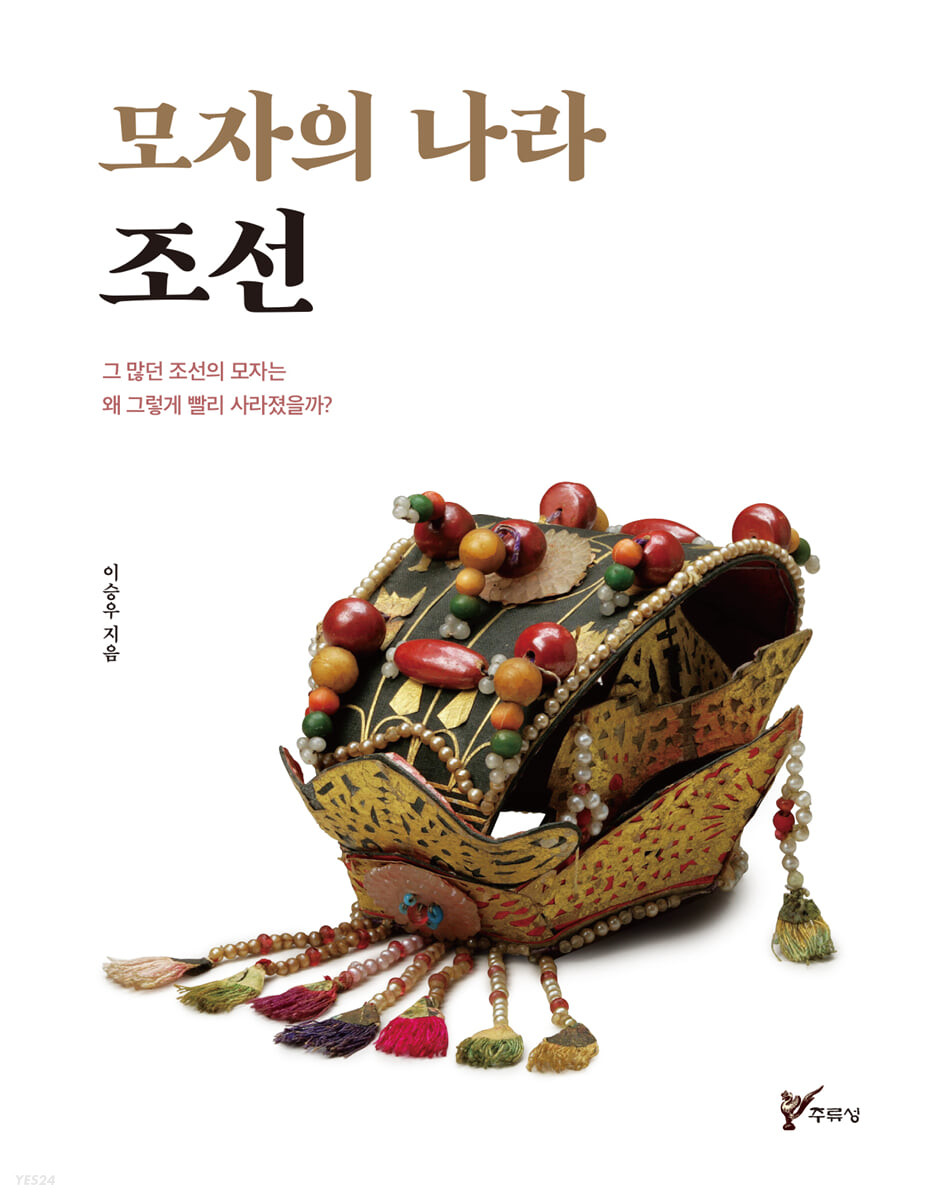 모자의 나라
조선
그 많던 조선의 모자는
왜 그렇게 빨리 사라졌을까?
이승우 지음
주류성
YES24